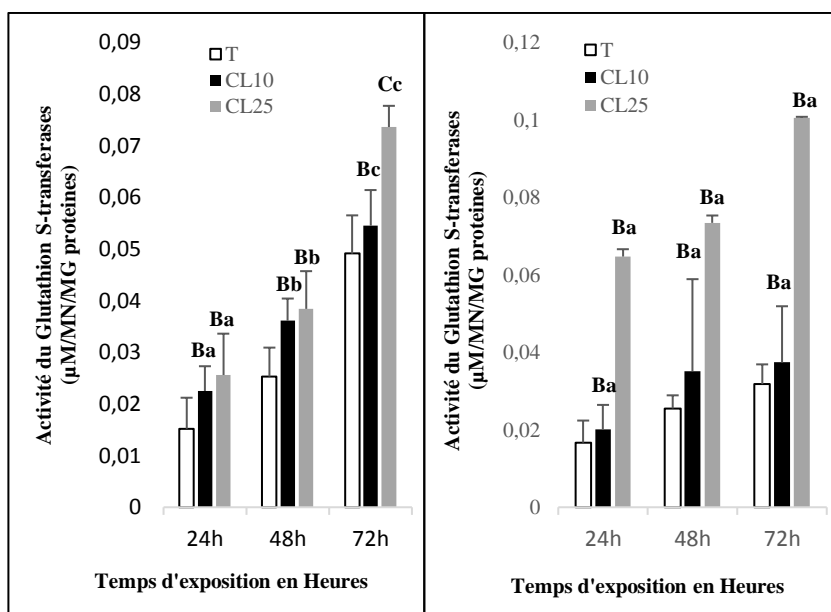 Activité du Glutathion S-transferases
(µM/MN/MG proteines)
0,09
0,08
0,07
0,06
0,05
0,04
0,03
0,02
0,01
0
T
CL10
CL25
Ba
Ba
Bb
Bb
Bc
Cc
24h
48h
72h
Temps d'exposition en Heures
Activité du Glutathion S-transferases
(µM/MN/MG proteines)
0,12
0,1
0,08
0,06
0,04
0,02
0
T
CL10
CL25
Ba
Ba
Ba
Ba
Ba
Ba
24h
48h
72h
Temps d'exposition en Heures